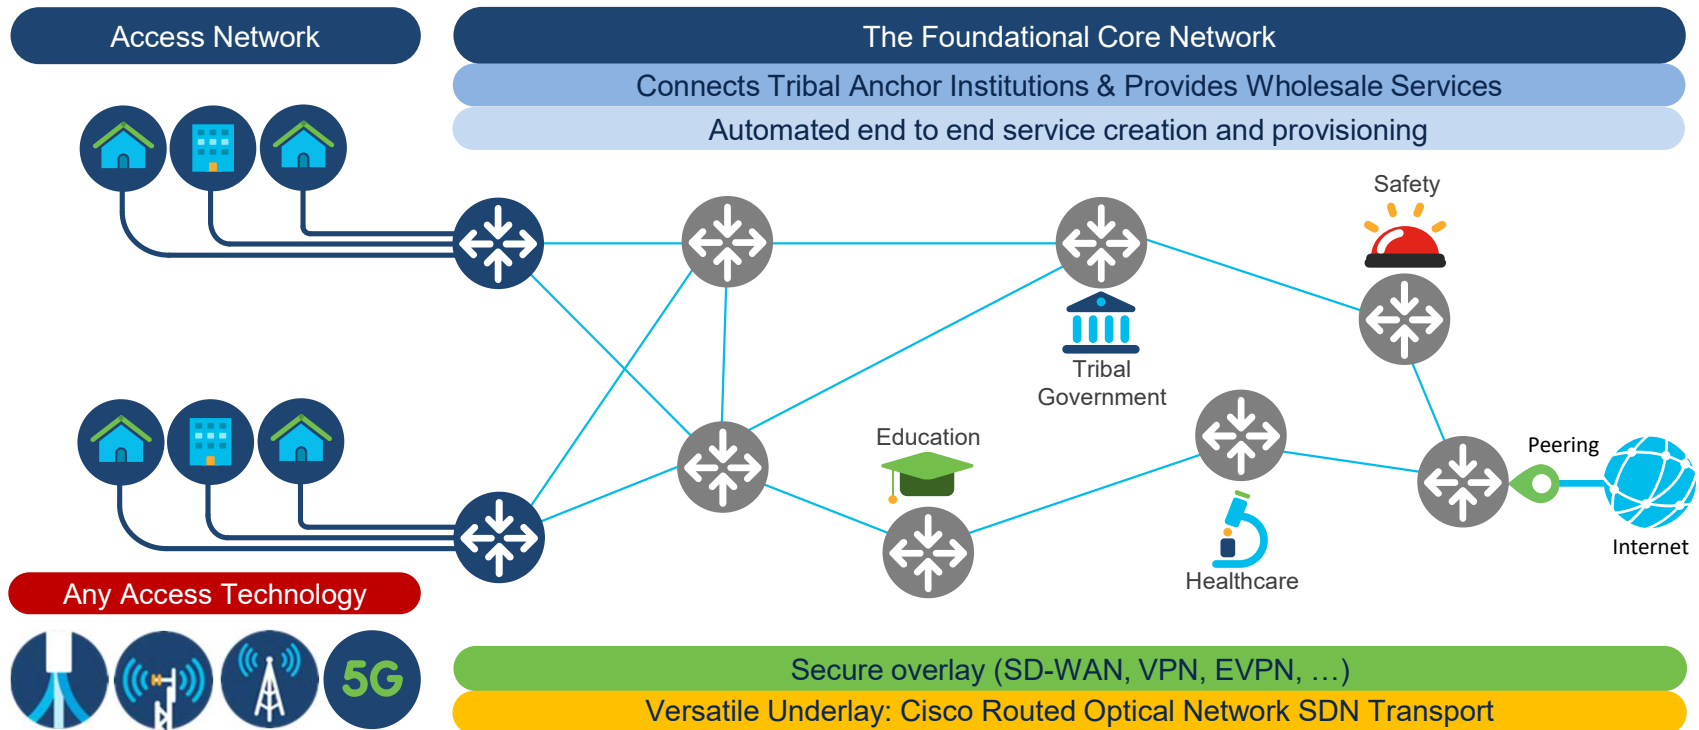 Access Network
The Foundational Core Network
Connects Tribal Anchor Institutions & Provides Wholesale Services
Automated end to end service creation and provisioning
Safety
Tribal
Government
Education
Peering
Internet
Healthcare
Any Access Technology
5G
Secure overlay (SD-WAN, VPN, EVPN, …)
Versatile Underlay: Cisco Routed Optical Network SDN Transport